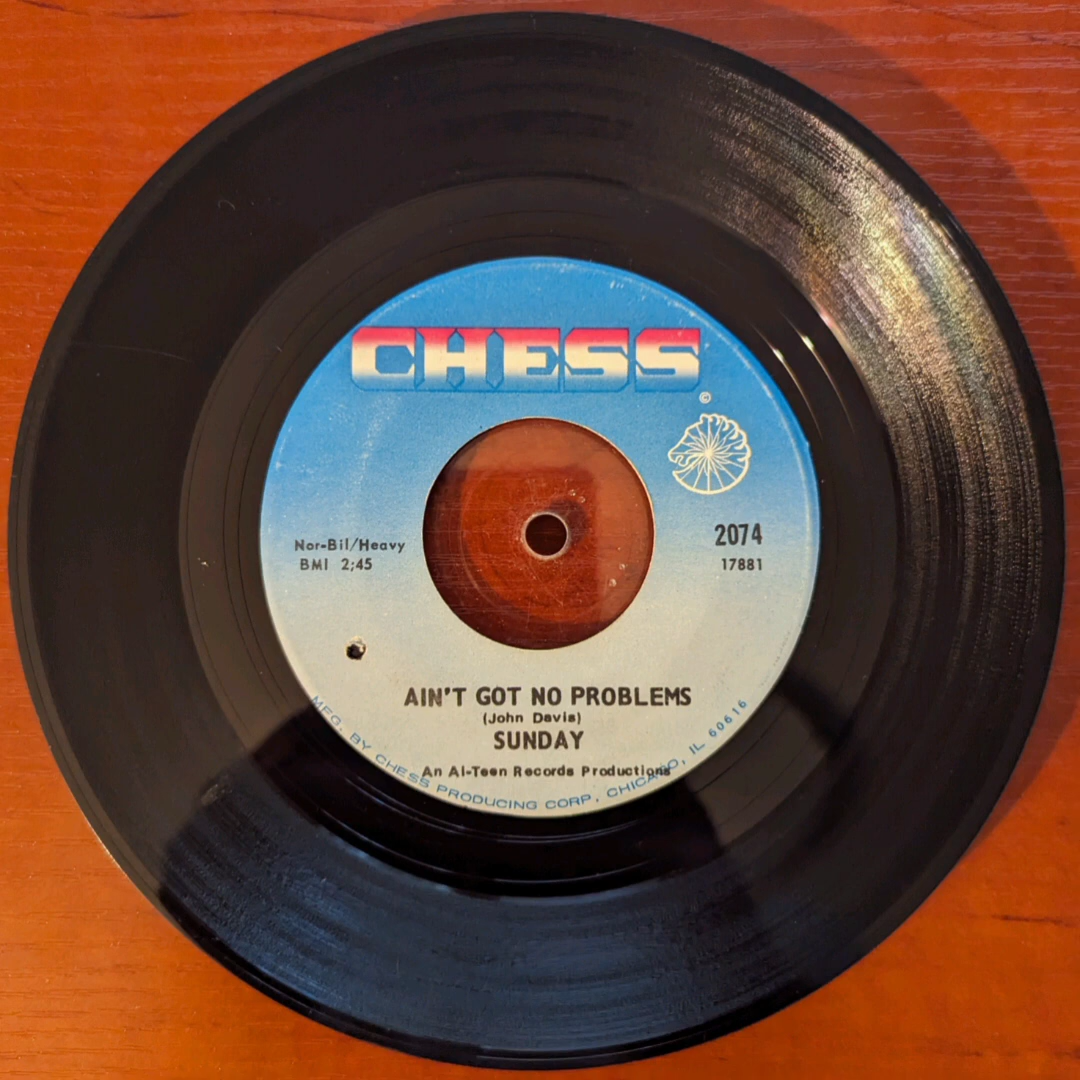 CHESS
©
2074
17881
Nor-Bil/Heavy
BMI 2;45
AIN'T GOT NO PROBLEMS
(John Davis)
SUNDAY
An Al-Teen Records Productions
MFG. BY CHESS PRODUCING CORP, CHICAGO, IL 60616